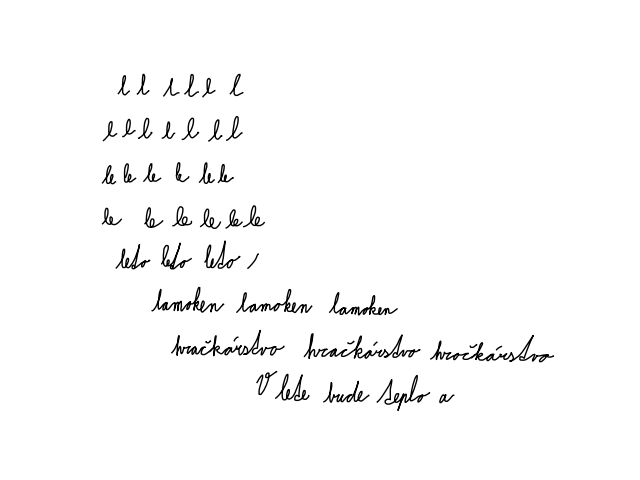 l l l l l l
l l l l l l l
le le le le le le
le le le le le le
leto leto leto
lamoken lamoken lamoken
hračkárstvo hračkárstvo hračkárstvo
V lete bude teplo a